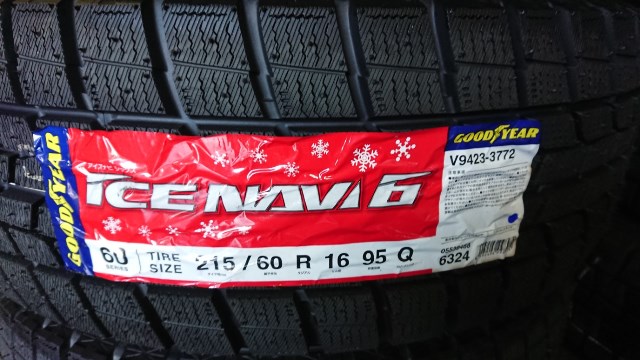 GOODYEAR
GOODYEAR
V9423-3772
ICE NAVI 6
60
SERIES
TIRE
SIZE
215 / 60 R 16 95 Q
6324